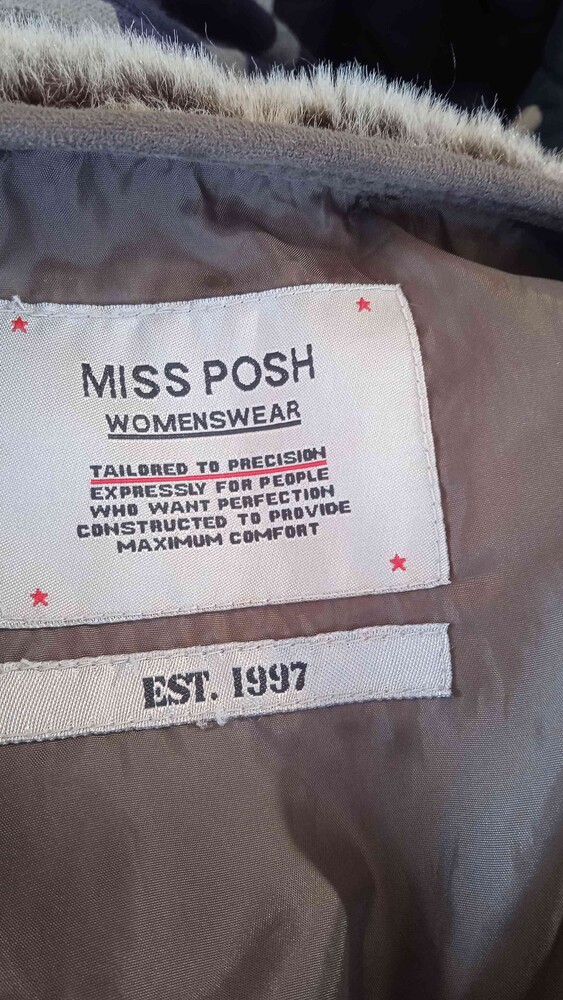 MISS POSH
WOMENSWEAR
TAILORED TO PRECISION
EXPRESSLY FOR PEOPLE
WHO WANT PERFECTION
CONSTRUCTED TO PROVIDE
MAXIMUM COMFORT
EST. 1997